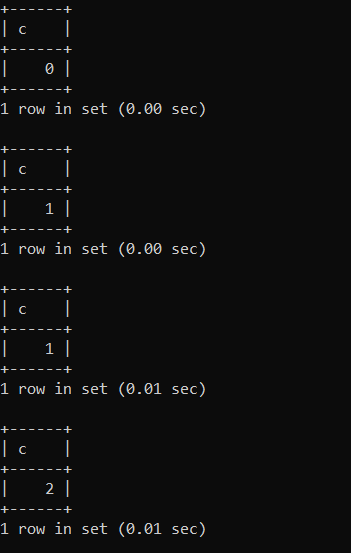 +------+
| c    |
+------+
|    0 |
+------+
1 row in set (0.00 sec)

+------+
| c    |
+------+
|    1 |
+------+
1 row in set (0.00 sec)

+------+
| c    |
+------+
|    1 |
+------+
1 row in set (0.01 sec)

+------+
| c    |
+------+
|    2 |
+------+
1 row in set (0.01 sec)